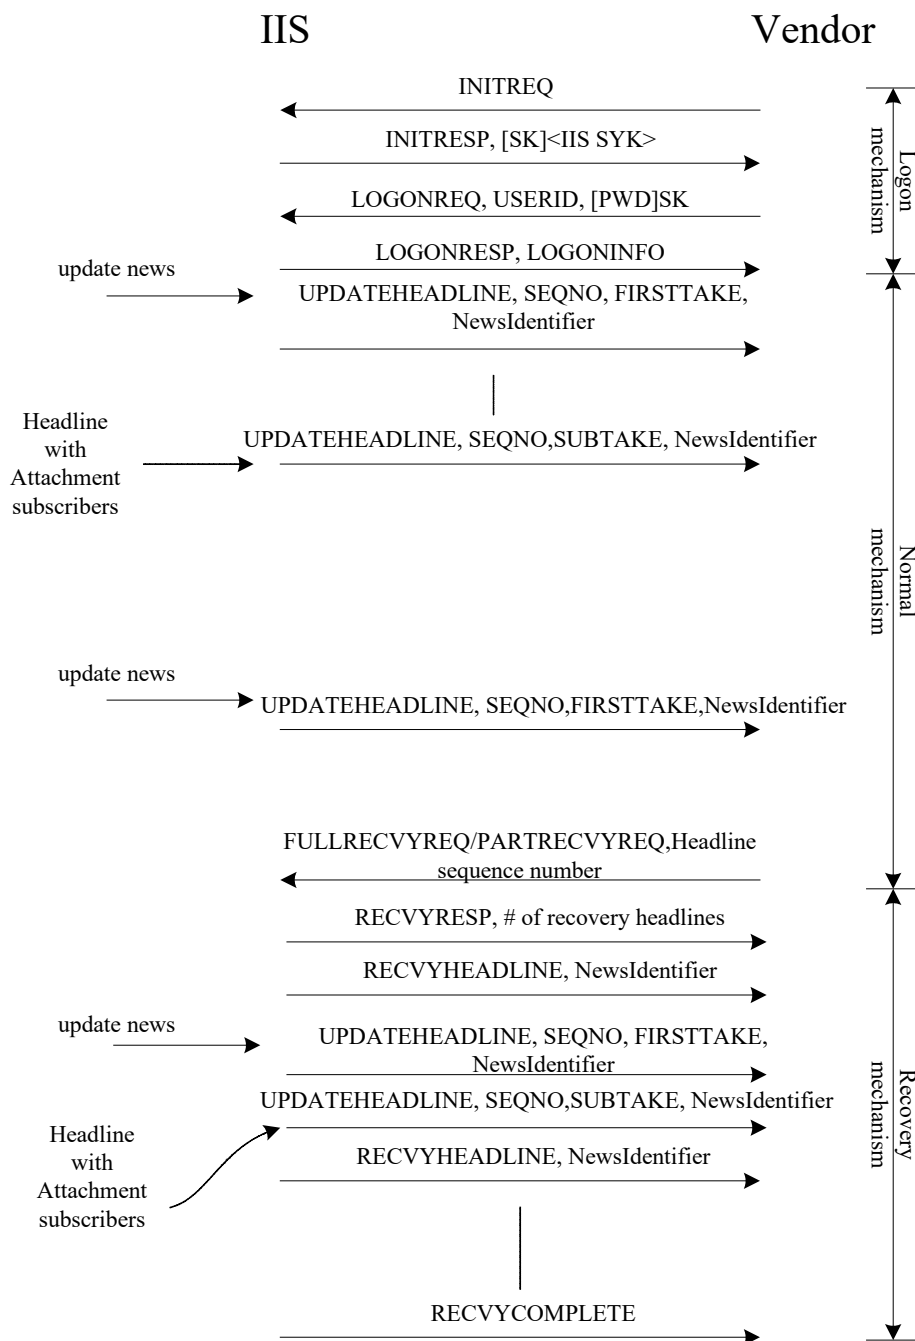 IIS
Vendor
INITREQ
INITRESP, [SK]<IIS SYK>
LOGONREQ, USERID, [PWD]SK
LOGONRESP, LOGONINFO
Logon
mechanism
update news
UPDATEHEADLINE, SEQNO, FIRSTTAKE,
NewsIdentifier
Headline
with
Attachment
subscribers
UPDATEHEADLINE, SEQNO,SUBTAKE, NewsIdentifier
Normal
mechanism
update news
UPDATEHEADLINE, SEQNO,FIRSTTAKE,NewsIdentifier
FULLRECVYREQ/PARTRECVYREQ,Headline
sequence number
RECVYRESP, # of recovery headlines
RECVYHEADLINE, NewsIdentifier
update news
UPDATEHEADLINE, SEQNO, FIRSTTAKE,
NewsIdentifier
UPDATEHEADLINE, SEQNO,SUBTAKE, NewsIdentifier
Headline
with
Attachment
subscribers
RECVYHEADLINE, NewsIdentifier
Recovery
mechanism
RECVYCOMPLETE